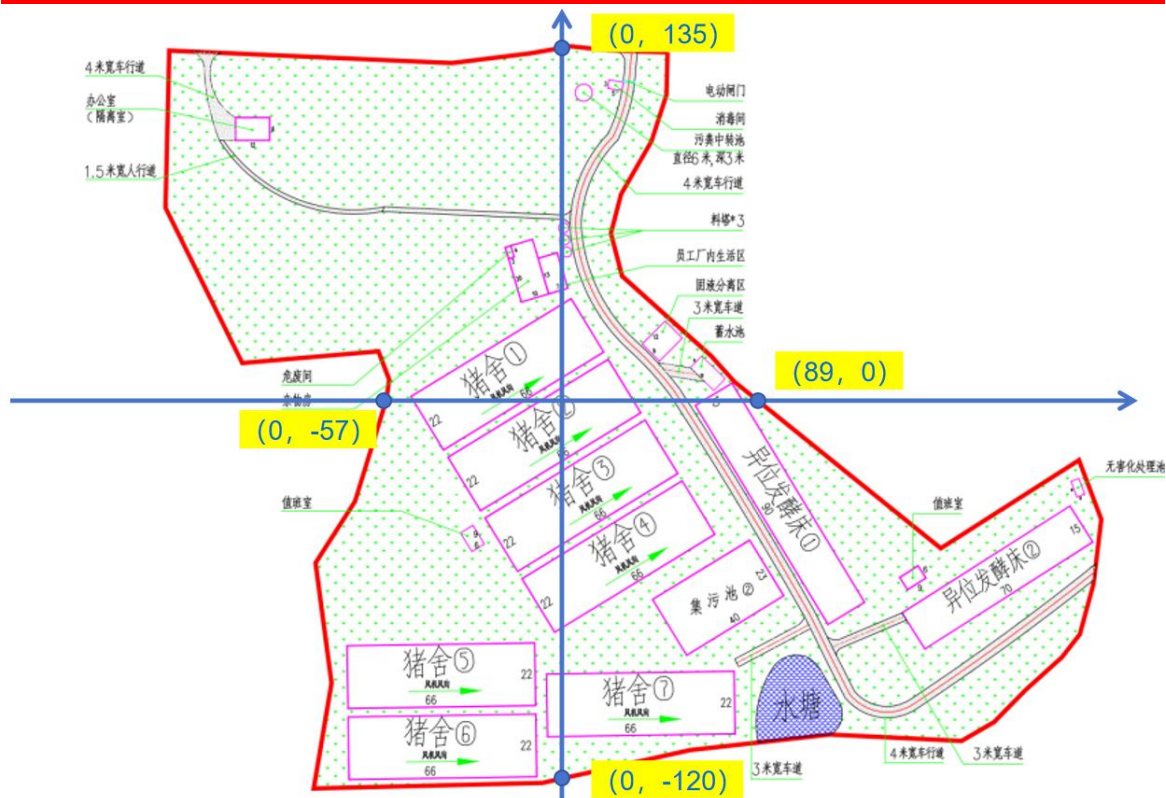 (0, 135)
4米宽车行道
办公室
（隔离室）
12
1.5米宽人行道
电动闸门
消毒间
污粪中转池
直径6米,深3米
4米宽车行道
料塔*3
员工厂内生活区
固液分离区
3米宽车道
蓄水池
危废间
杂物房
(0, -57)
(89, 0)
猪舍①
22
66
猪舍②
22
66
猪舍③
22
66
猪舍④
22
66
值班室
异位发酵床①
90
集污池②
23
40
值班室
无害化处理池
异位发酵床②
15
70
猪舍⑤
22
66
猪舍⑥
22
66
猪舍⑦
22
66
水塘
3米宽车道
4米宽车行道
3米宽车道
(0, -120)